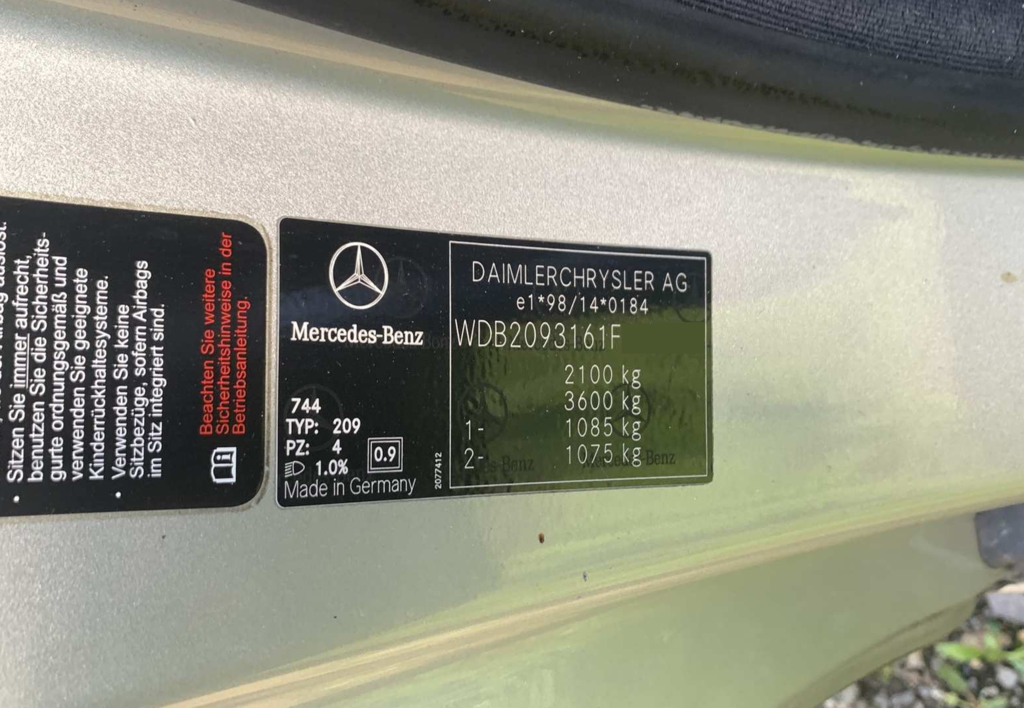 Sitzen Sie immer aufrecht,
benutzen Sie die Sicherheits-
gurte ordnungsgemäß und
verwenden Sie geeignete
Kinderrückhaltesysteme.
Verwenden Sie keine
Sitzbezüge, sofern Airbags
im Sitz integriert sind.
Beachten Sie weitere
Sicherheitshinweise in der
Betriebsanleitung.
Mercedes-Benz
744
TYP: 209
PZ: 4
1.0%
0.9
Made in Germany
2077412
DAIMLERCHRYSLER AG
e1*98/14*0184
WDB2093161F
2100 kg
3600 kg
1- 1085 kg
2- 1075 kg